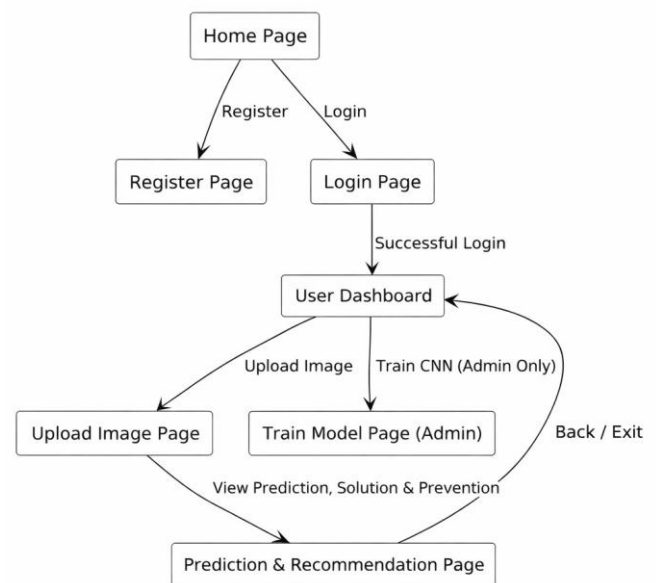 Home Page
Register
Login
Register Page
Login Page
Successful Login
User Dashboard
Upload Image
Train CNN (Admin Only)
Upload Image Page
Train Model Page (Admin)
Back / Exit
View Prediction, Solution & Prevention
Prediction & Recommendation Page